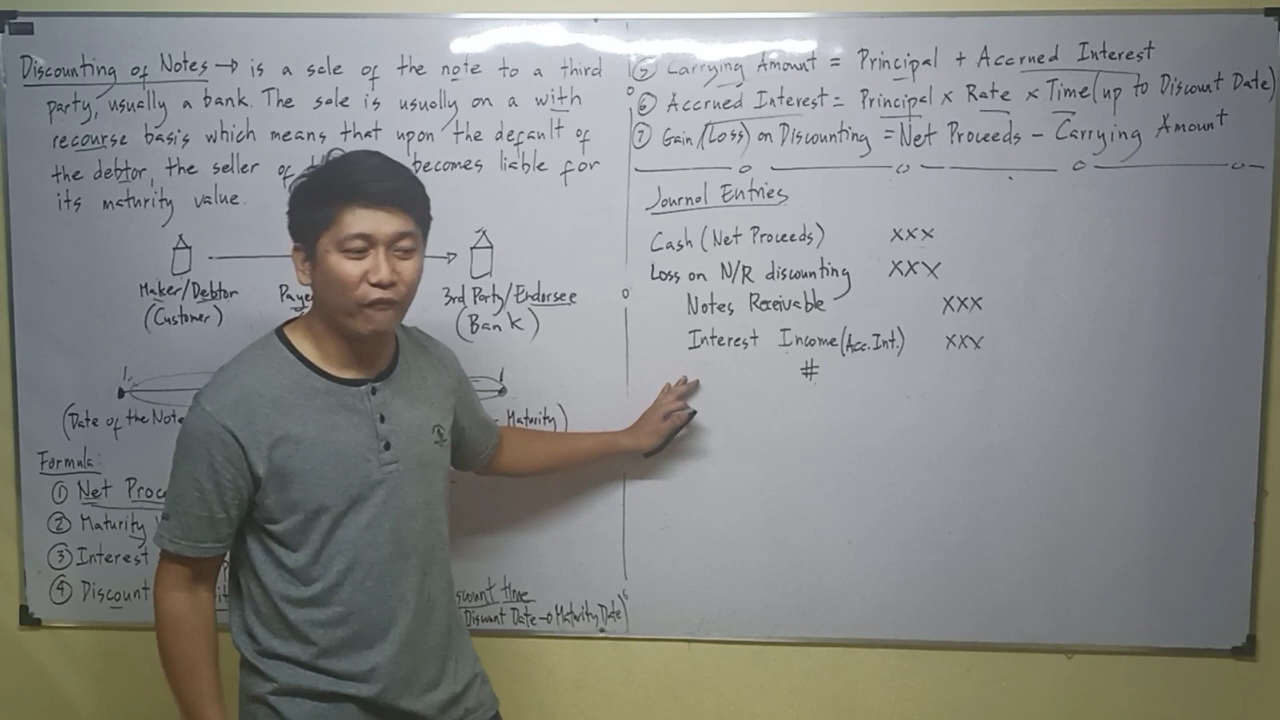 Discounting of Notes → is a sale of the note to a third
party, usually a bank. The sale is usually on a with
recourse basis which means that upon the default of
the debtor, the seller of becomes liable for
its maturity value.
Maker/Debtor
(Customer)
3rd Party/Endorsee
(Bank)
(Date of the Note
Maturity)
Formula:
① Net
② Maturity
③ Interest
④ Discount
Discount Date → Maturity Date)
⑤ Carrying Amount = Principal + Accrued Interest
⑥ Accrued Interest = Principal x Rate x Time (up to Discount Date)
⑦ Gain/(Loss) on Discounting = Net Proceeds - Carrying Amount
Journal Entries
Cash (Net Proceeds) xxx
Loss on N/R discounting xxx
Notes Receivable xxx
Interest Income (Acc. Int.) xxx
#